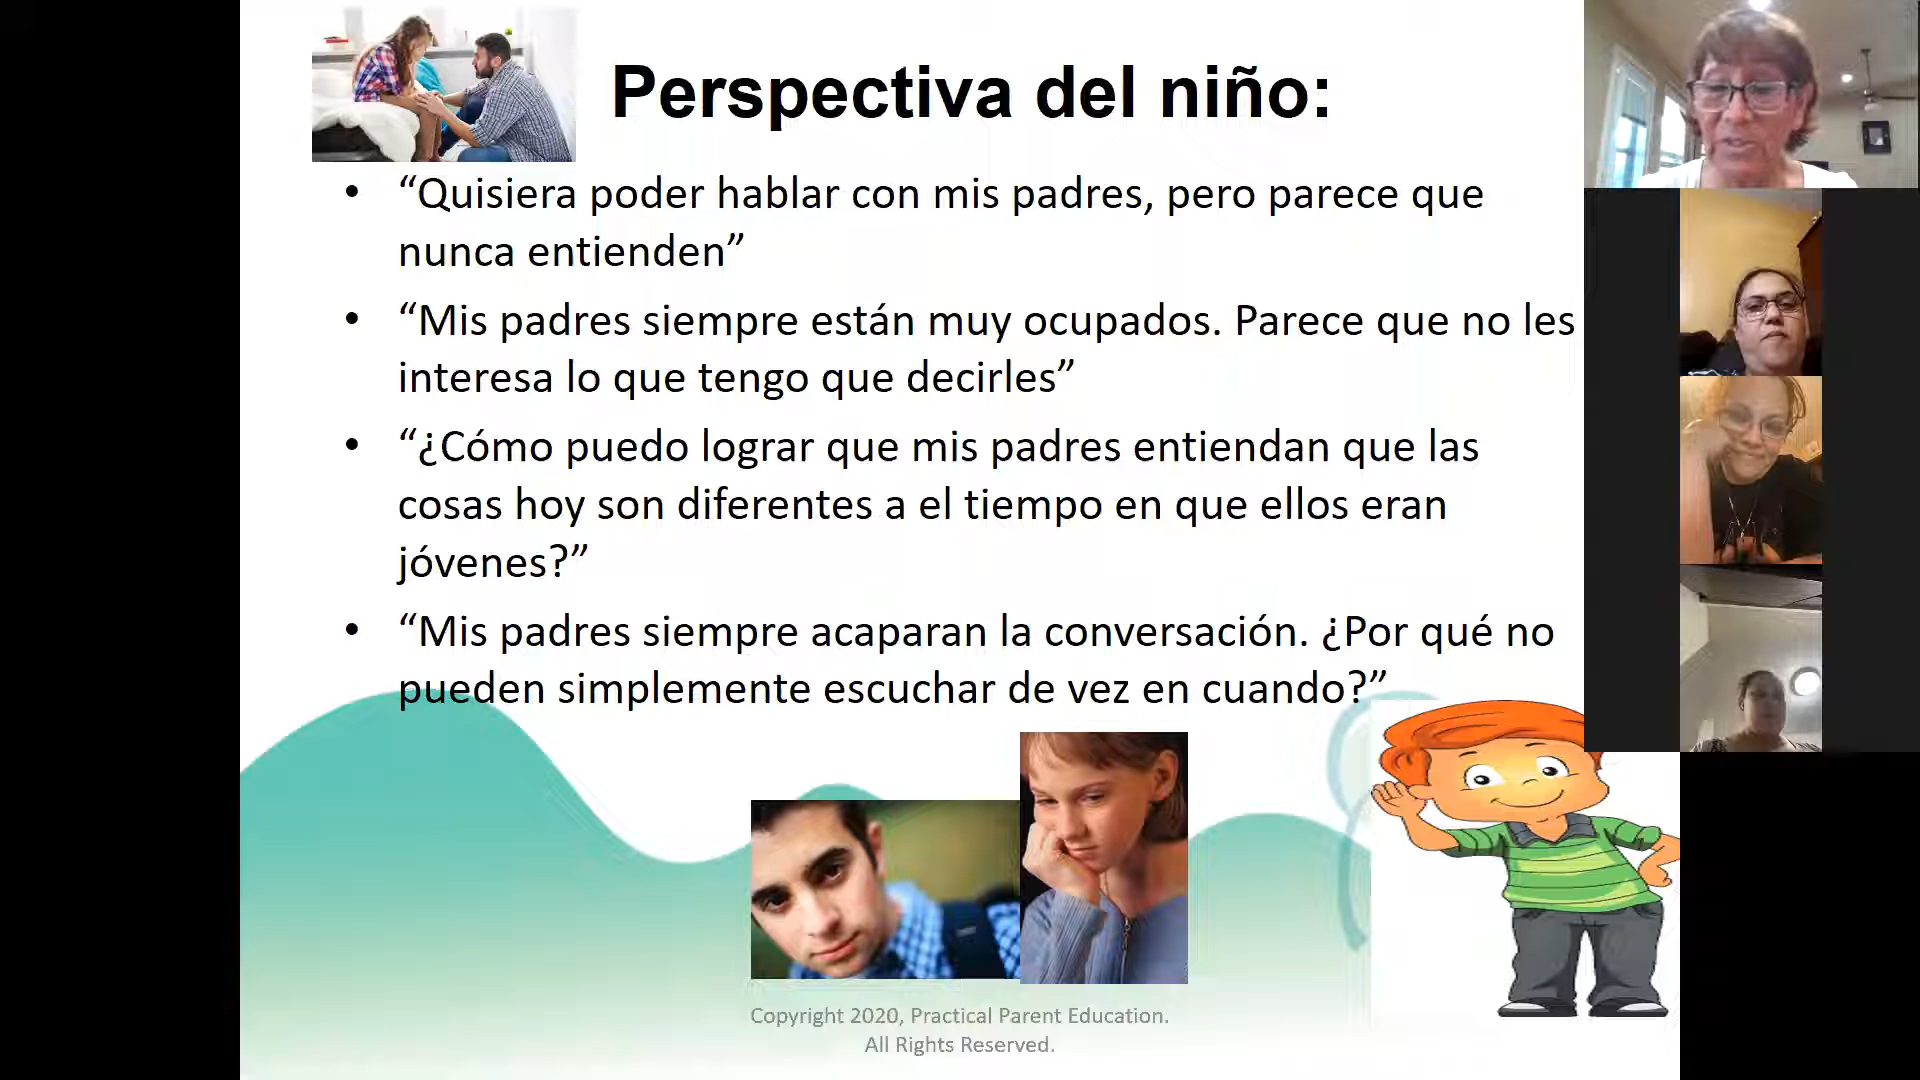 Perspectiva del niño:
• “Quisiera poder hablar con mis padres, pero parece que
nunca entienden”
• “Mis padres siempre están muy ocupados. Parece que no les
interesa lo que tengo que decirles”
• “¿Cómo puedo lograr que mis padres entiendan que las
cosas hoy son diferentes a el tiempo en que ellos eran
jóvenes?”
• “Mis padres siempre acaparan la conversación. ¿Por qué no
pueden simplemente escuchar de vez en cuando?”
Copyright 2020, Practical Parent Education.
All Rights Reserved.